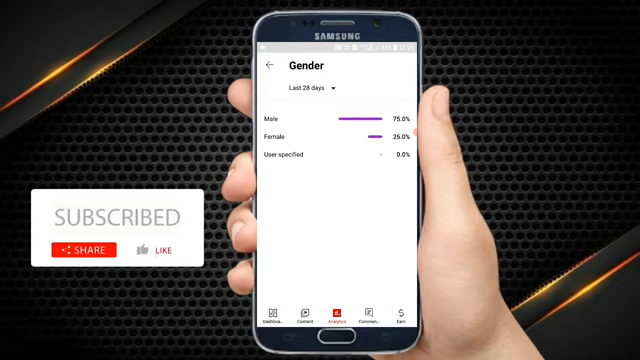 SAMSUNG
Gender
Last 28 days
Male 75.0%
Female 25.0%
User specified 0.0%
SUBSCRIBED
SHARE LIKE
Dashboa... Content Analytics Commen... Earn